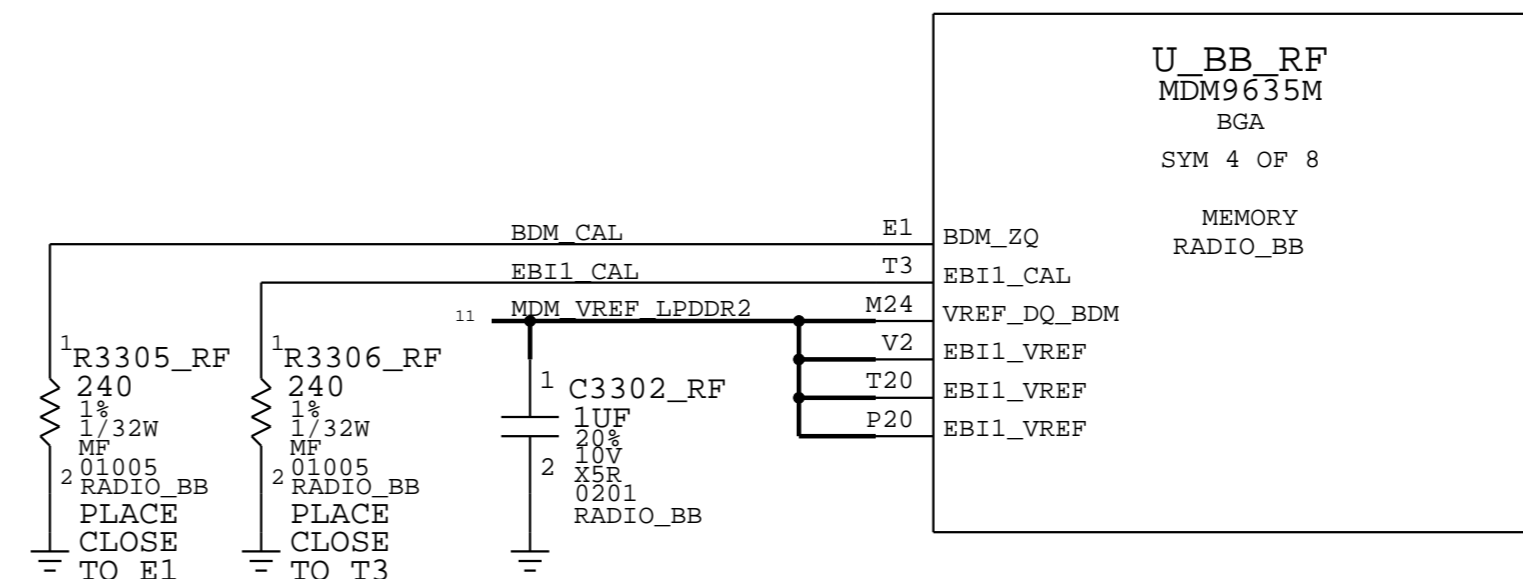 U_BB_RF
MDM9635M
BGA
SYM 4 OF 8
MEMORY
RADIO_BB
BDM_CAL
E1
BDM_ZQ
EBI1_CAL
T3
EBI1_CAL
11
MDM_VREF_LPDDR2
M24
VREF_DQ_BDM
V2
EBI1_VREF
T20
EBI1_VREF
P20
EBI1_VREF
1
R3305_RF
240
1%
1/32W
MF
01005
2
RADIO_BB
PLACE
CLOSE
TO E1
1
R3306_RF
240
1%
1/32W
MF
01005
2
RADIO_BB
PLACE
CLOSE
TO T3
1
C3302_RF
1UF
20%
10V
2
X5R
0201
RADIO_BB